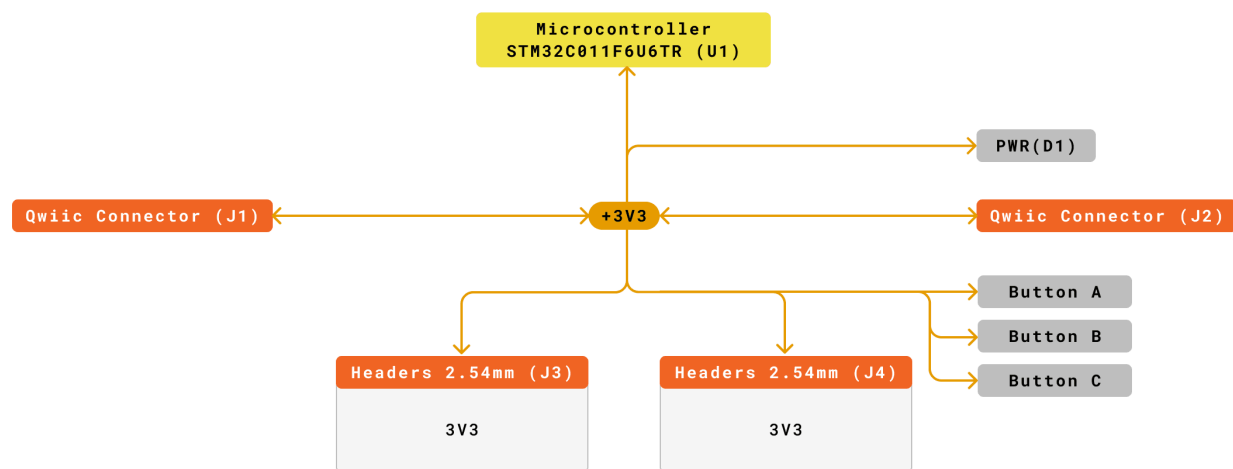 Microcontroller
STM32C011F6U6TR (U1)
PWR(D1)
Qwiic Connector (J1)
+3V3
Qwiic Connector (J2)
Button A
Button B
Headers 2.54mm (J3)
Headers 2.54mm (J4)
Button C
3V3
3V3